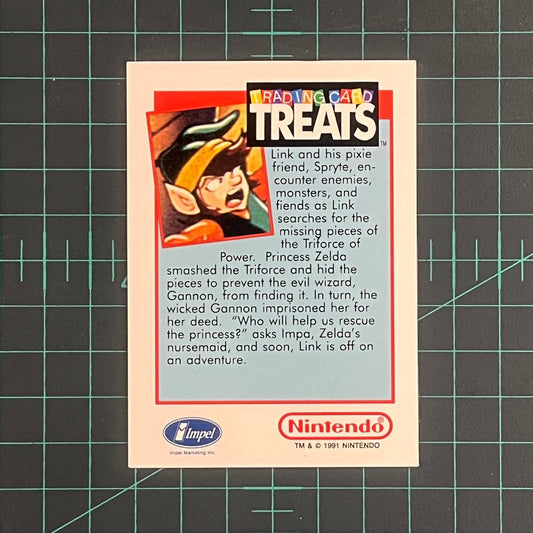 TRADING CARD
TREATS™
Link and his pixie
friend, Spryte, en-
counter enemies,
monsters, and
fiends as Link
searches for the
missing pieces of
the Triforce of
Power. Princess Zelda
smashed the Triforce and hid the
pieces to prevent the evil wizard,
Gannon, from finding it. In turn, the
wicked Gannon imprisoned her for
her deed. "Who will help us rescue
the princess?" asks Impa, Zelda's
nursemaid, and soon, Link is off on
an adventure.
Impel
Impel Marketing Inc.
Nintendo®
TM & © 1991 NINTENDO